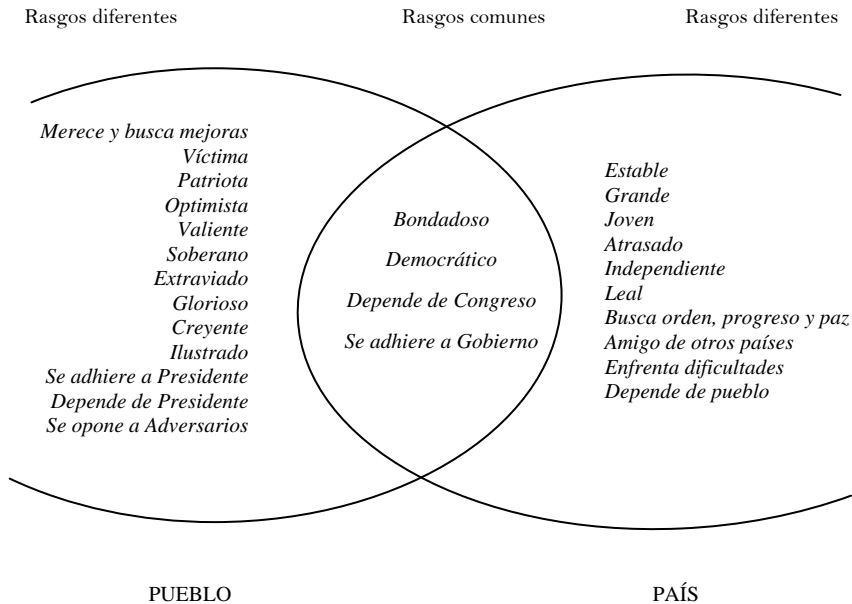 Rasgos diferentes
Rasgos comunes
Rasgos diferentes
Merece y busca mejoras
Víctima
Patriota
Optimista
Valiente
Soberano
Extraviado
Glorioso
Creyente
Ilustrado
Se adhiere a Presidente
Depende de Presidente
Se opone a Adversarios
Bondadoso
Democrático
Depende de Congreso
Se adhiere a Gobierno
Estable
Grande
Joven
Atrasado
Independiente
Leal
Busca orden, progreso y paz
Amigo de otros países
Enfrenta dificultades
Depende de pueblo
PUEBLO
PAÍS